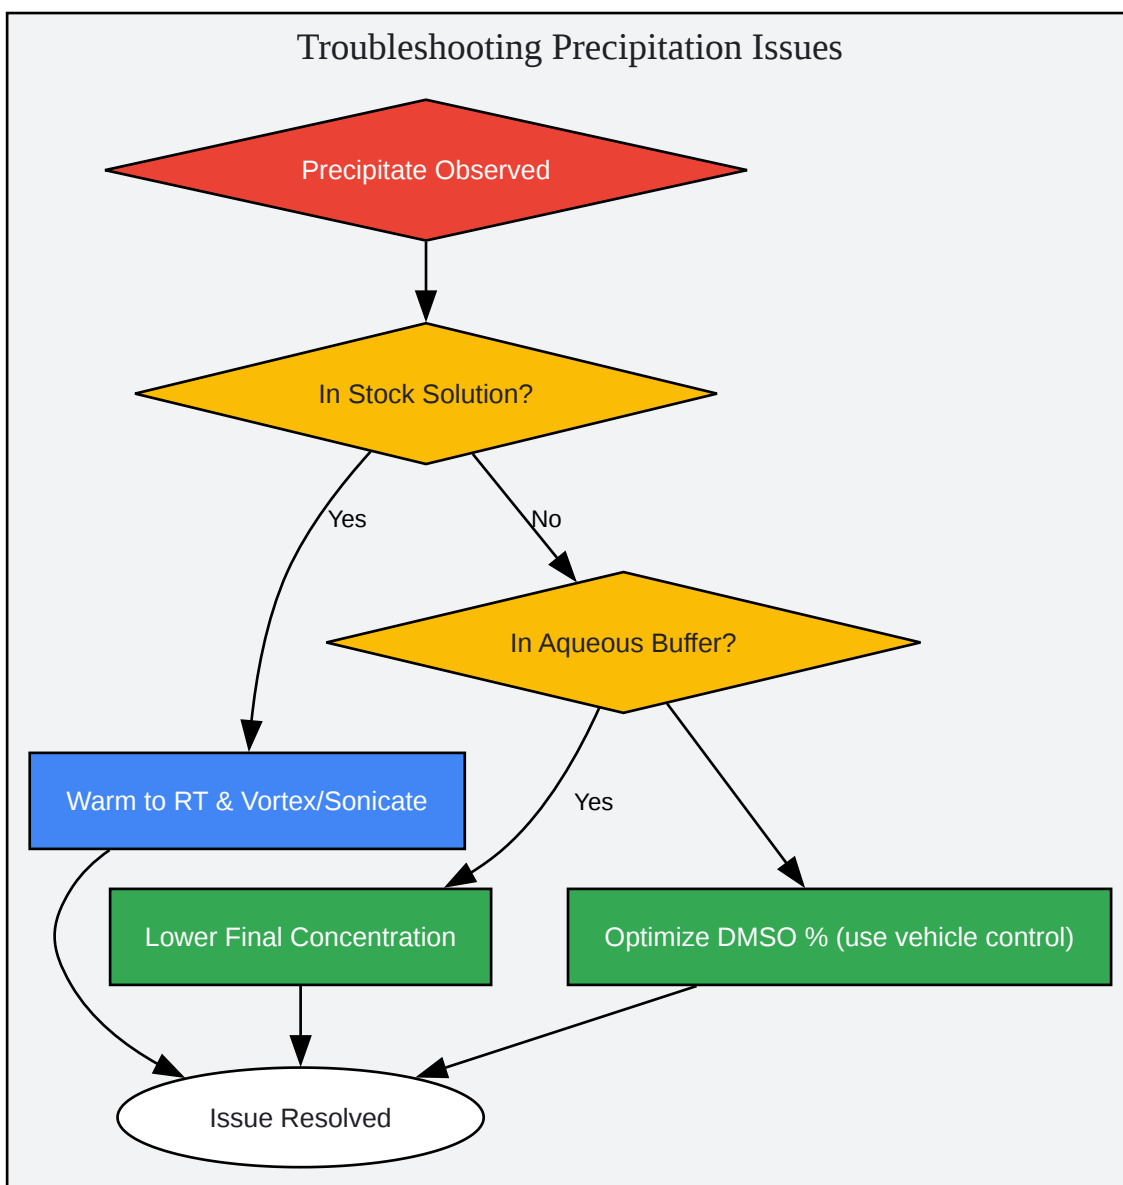 Troubleshooting Precipitation Issues
Precipitate Observed
In Stock Solution?
Yes
No
In Aqueous Buffer?
Warm to RT & Vortex/Sonicate
Yes
Lower Final Concentration
Optimize DMSO % (use vehicle control)
Issue Resolved